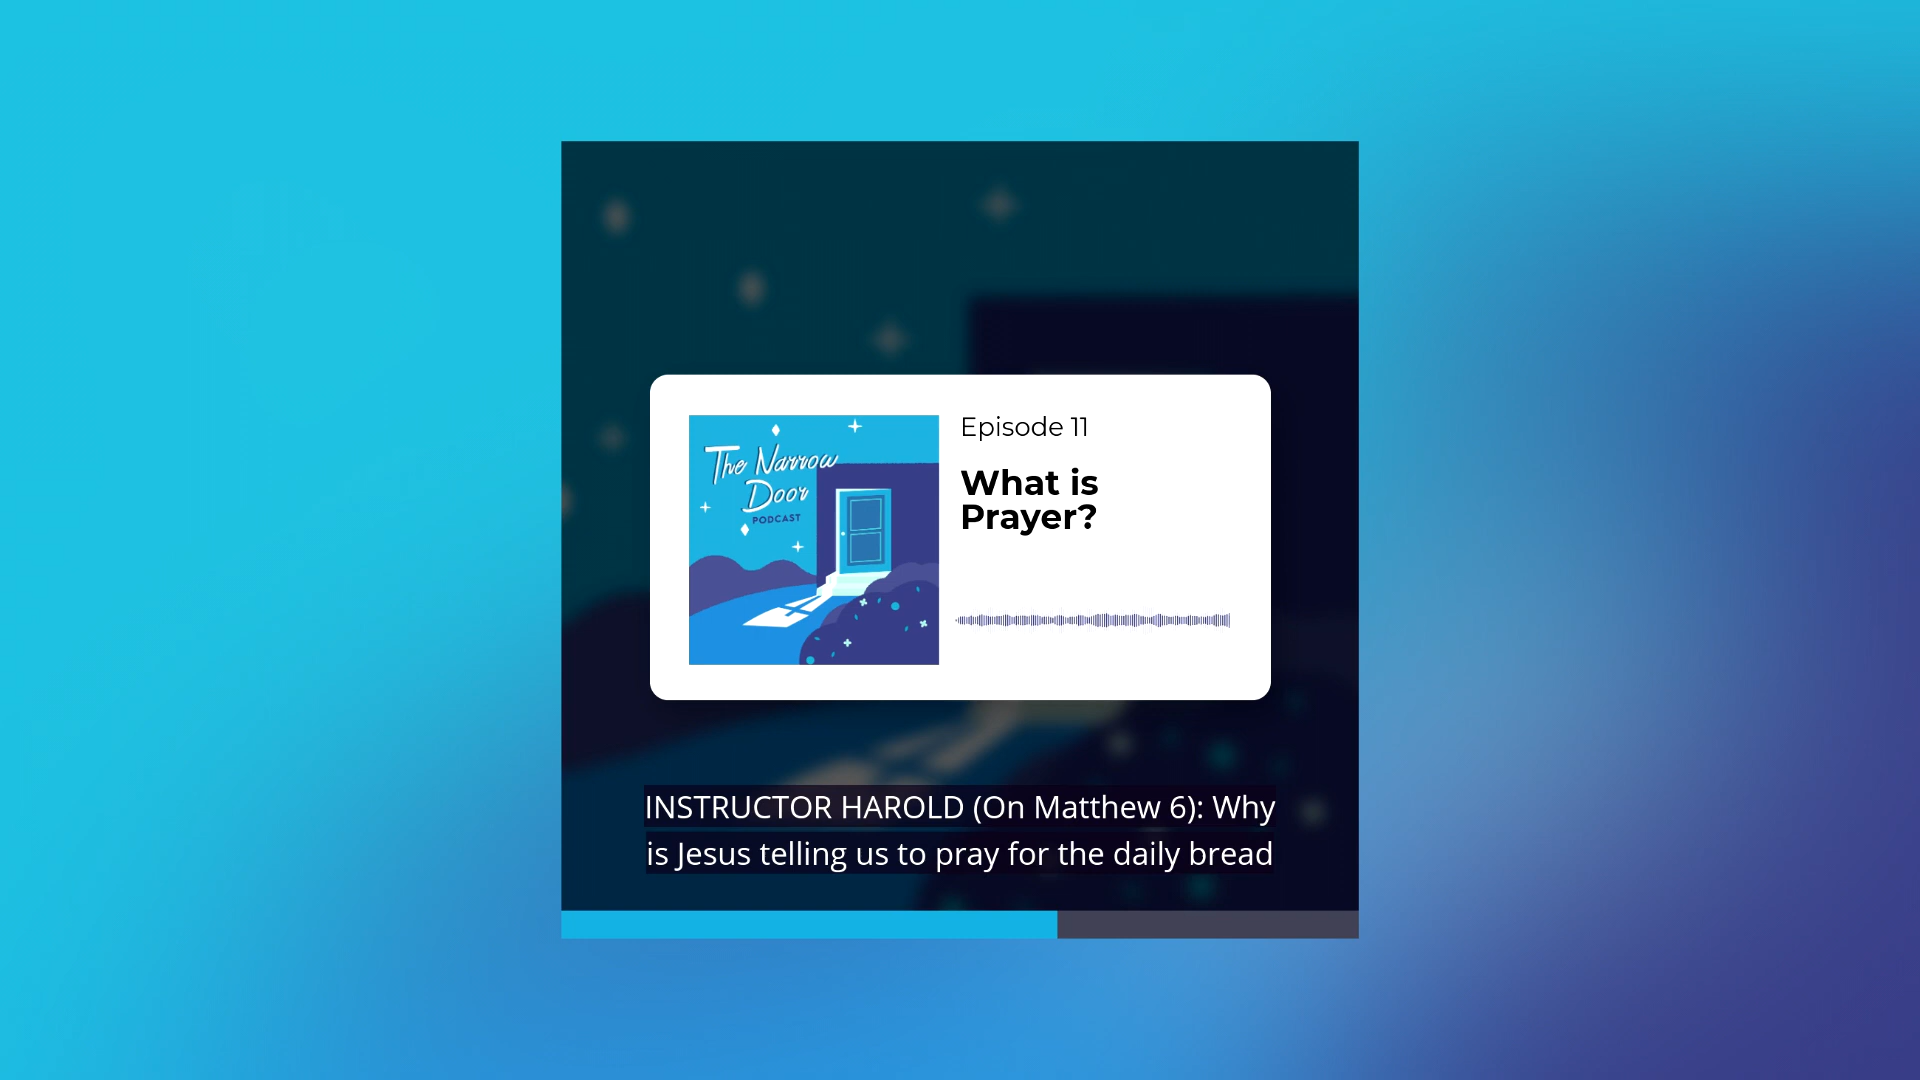 The Narrow
Door
PODCAST
Episode 11
What is
Prayer?
INSTRUCTOR HAROLD (On Matthew 6): Why
is Jesus telling us to pray for the daily bread